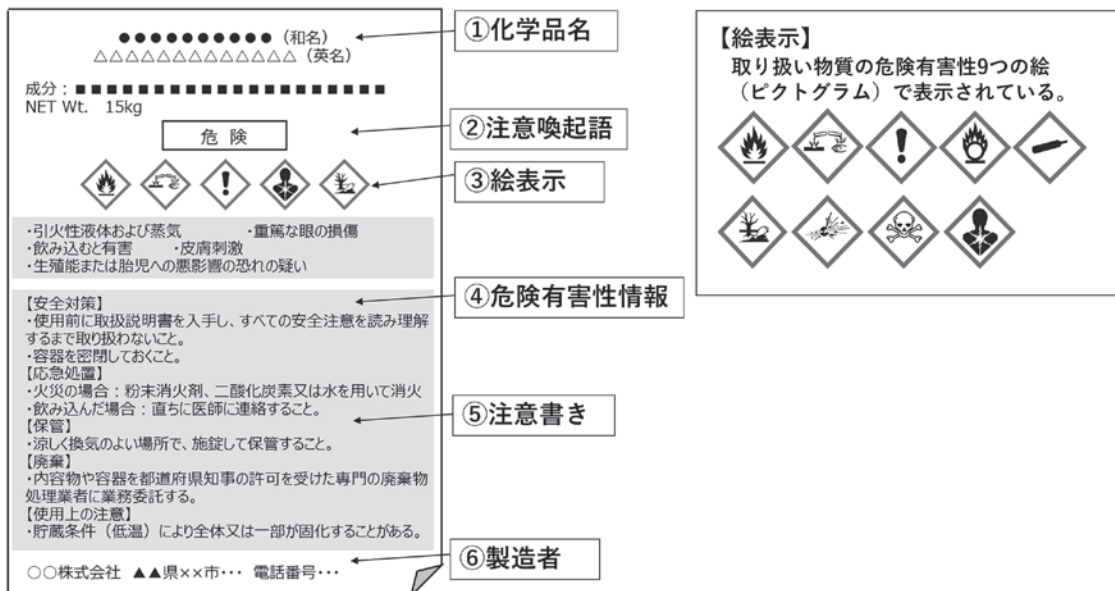 ●●●●●●●●●●（和名）
△△△△△△△△△△△△△（英名）
成分：■■■■■■■■■■■■■■■■■■■■
NET Wt.　15kg
危 険
・引火性液体および蒸気　・重篤な眼の損傷
・飲み込むと有害　・皮膚刺激
・生殖能または胎児への悪影響の恐れの疑い
【安全対策】
・使用前に取扱説明書を入手し、すべての安全注意を読み理解
するまで取り扱わないこと。
・容器を密閉しておくこと。
【応急処置】
・火災の場合：粉末消火剤、二酸化炭素又は水を用いて消火
・飲み込んだ場合：直ちに医師に連絡すること。
【保管】
・涼しく換気のよい場所で、施錠して保管すること。
【廃棄】
・内容物や容器を都道府県知事の許可を受けた専門の廃棄物
処理業者に業務委託する。
【使用上の注意】
・貯蔵条件（低温）により全体又は一部が固化することがある。
○○株式会社　▲▲県××市･･･　電話番号･･･
①化学品名
②注意喚起語
③絵表示
④危険有害性情報
⑤注意書き
⑥製造者
【絵表示】
取り扱い物質の危険有害性9つの絵
（ピクトグラム）で表示されている。